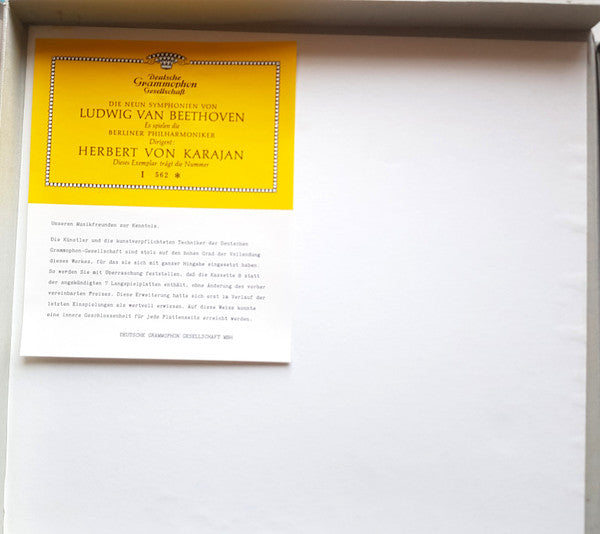 Deutsche
Grammophon
Gesellschaft
DIE NEUN SYMPHONIEN VON
LUDWIG VAN BEETHOVEN
Es spielen die
BERLINER PHILHARMONIKER
Dirigent:
HERBERT VON KARAJAN
Dieses Exemplar trägt die Nummer
1 562 *
Unseren Musikfreunden zur Kenntnis.
Die Künstler und die kunstverpflichteten Techniker der Deutschen
Grammophon-Gesellschaft sind stolz auf den hohen Grad der Vollendung
dieses Werkes, für das sie sich mit ganzer Hingabe eingesetzt haben.
So werden Sie mit Überraschung feststellen, daß die Kassette 8 statt
der angekündigten 7 Langspielplatten enthält, ohne Änderung des vorher
vereinbarten Preises. Diese Erweiterung hatte sich erst im Verlauf der
letzten Einspielungen als wertvoll erwiesen. Auf diese Weise konnte
eine innere Geschlossenheit für jede Plattenseite erreicht werden.
DEUTSCHE GRAMMOPHON GESELLSCHAFT MBH